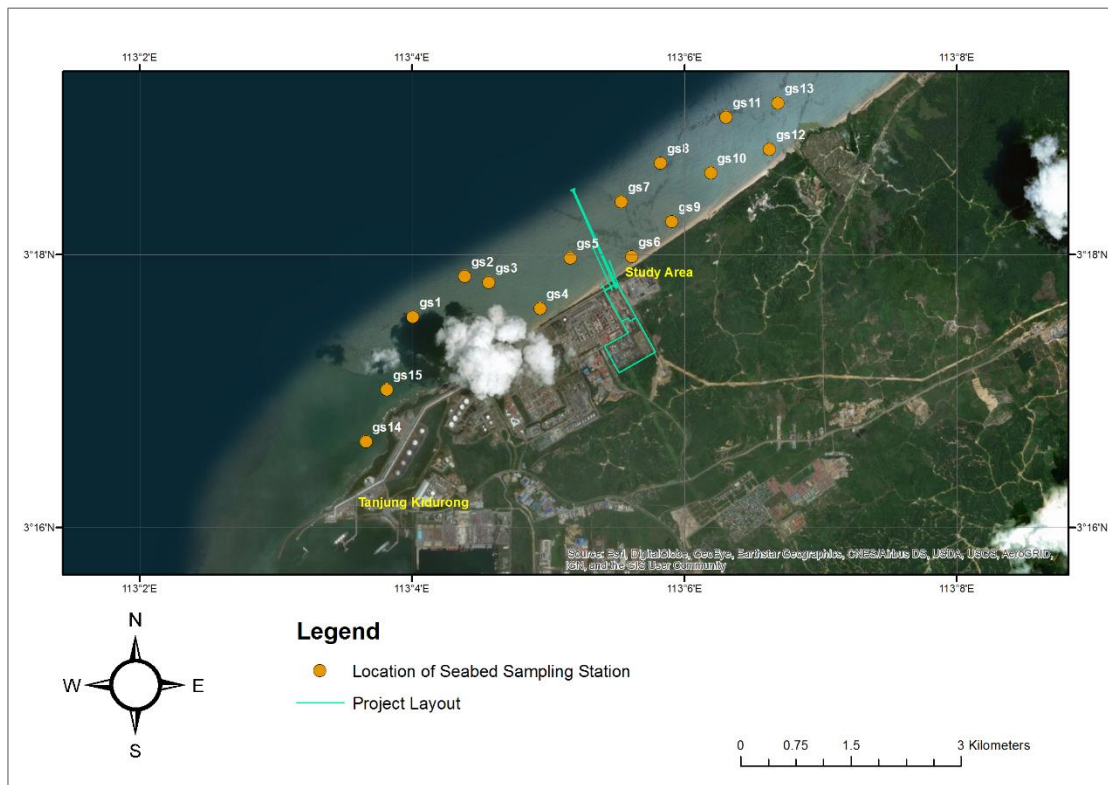 113°2'E
113°4'E
113°6'E
113°8'E
gs13
gs11
gs12
gs8
gs10
gs7
gs9
gs6
gs5
3°18'N
3°18'N
Study Area
gs2
gs3
gs4
gs1
gs15
gs14
Tanjung Kidurong
3°16'N
3°16'N
Source: Esri, DigitalGlobe, GeoEye, Earthstar Geographics, CNES/Airbus DS, USDA, USGS, AeroGRID,
IGN, and the GIS User Community
113°2'E
113°4'E
113°6'E
113°8'E
N
W
E
S
Legend
Location of Seabed Sampling Station
Project Layout
0 0.75 1.5 3 Kilometers